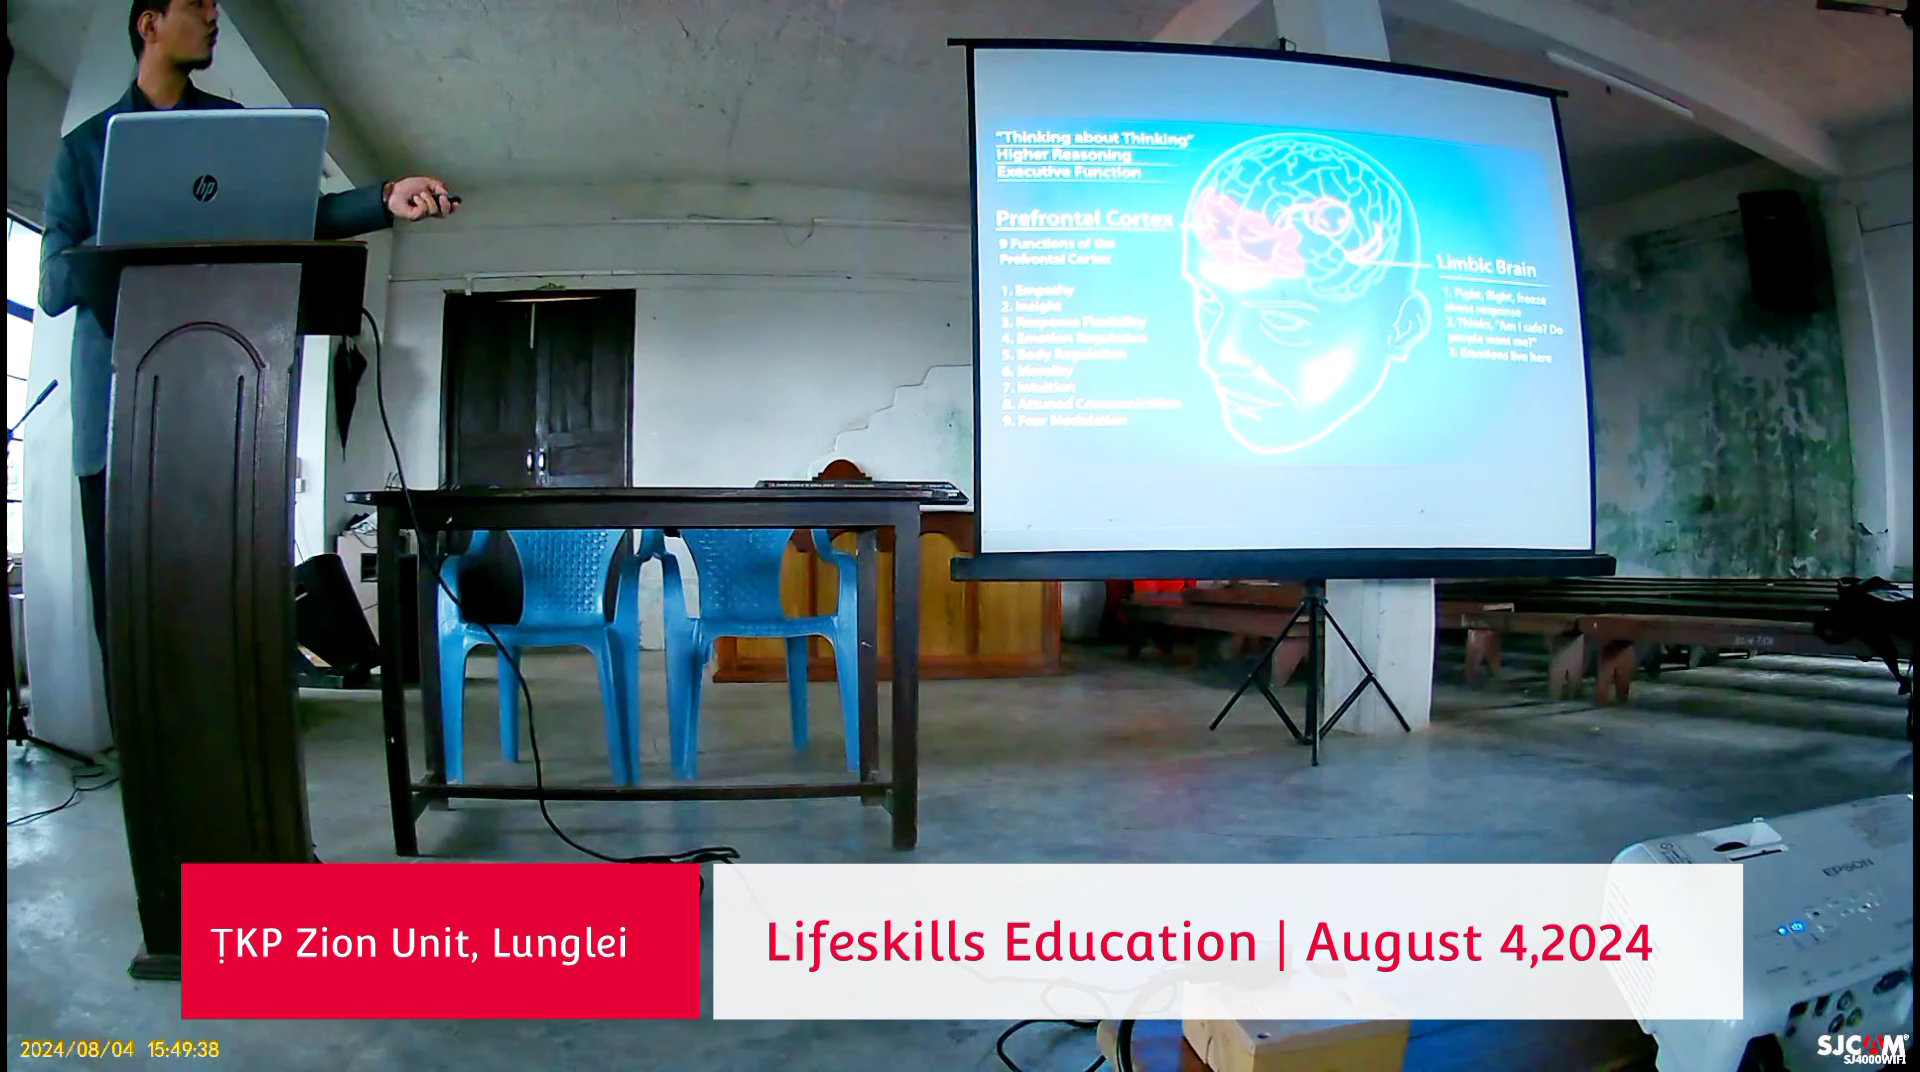 "Thinking about Thinking"
Higher Reasoning
Executive Function
Prefrontal Cortex
9 Functions of the
Prefrontal Cortex
1. Empathy
2. Insight
3. Response Flexibility
4. Emotion Regulation
5. Body Regulation
6. Morality
7. Intuition
8. Attuned Communication
9. Fear Modulation
Limbic Brain
1. Fight, flight, freeze
stress response
2. Thinks, "Am I safe? Do
people want me?"
3. Emotions live here
hp
EPSON
ṬKP Zion Unit, Lunglei
Lifeskills Education | August 4,2024
2024/08/04 15:49:38
SJCAM
SJ4000WIFI